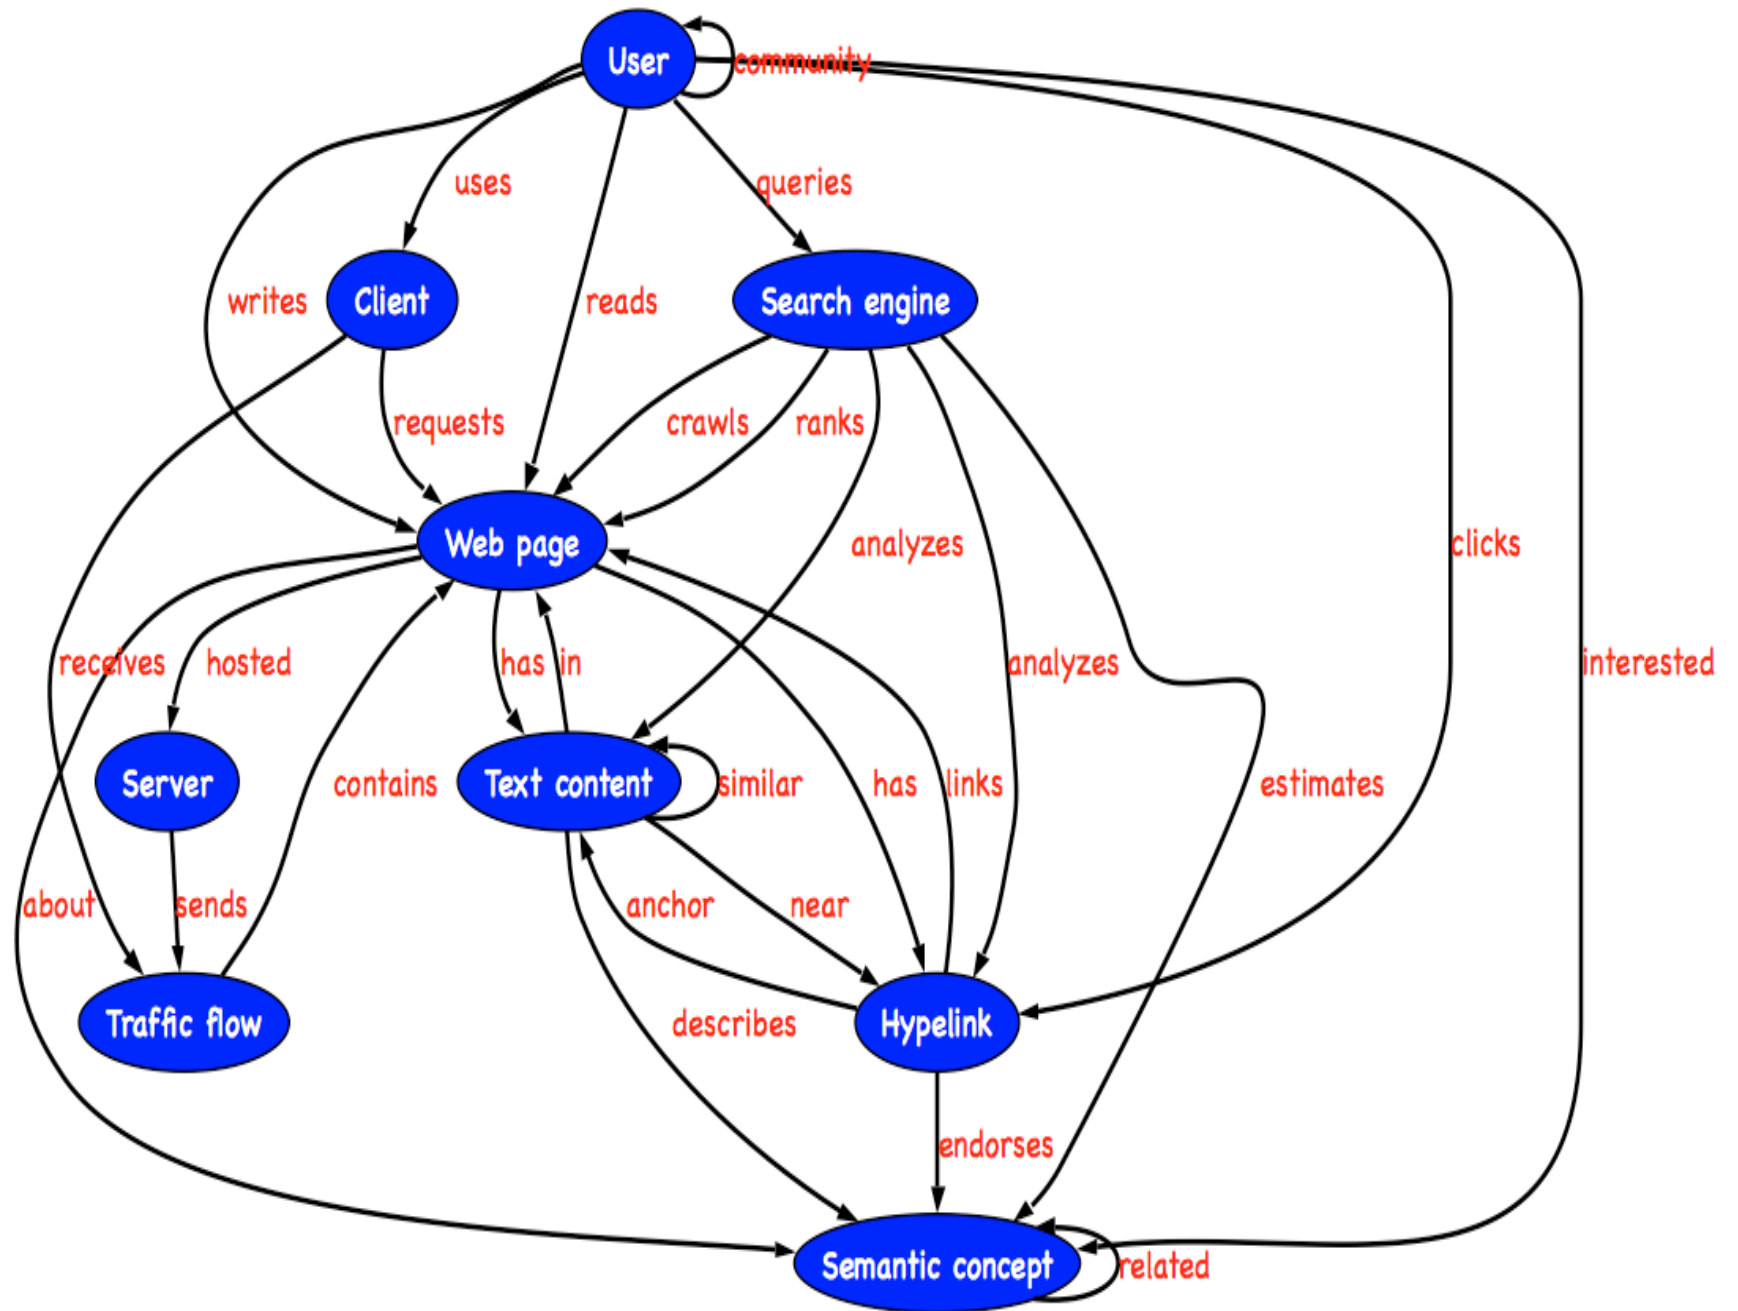 User
community
uses
queries
writes
Client
reads
Search engine
requests
crawls
ranks
Web page
analyzes
clicks
receives
hosted
has
in
analyzes
interested
Server
contains
Text content
similar
has
links
estimates
about
sends
anchor
near
Traffic flow
describes
Hypelink
endorses
Semantic concept
related